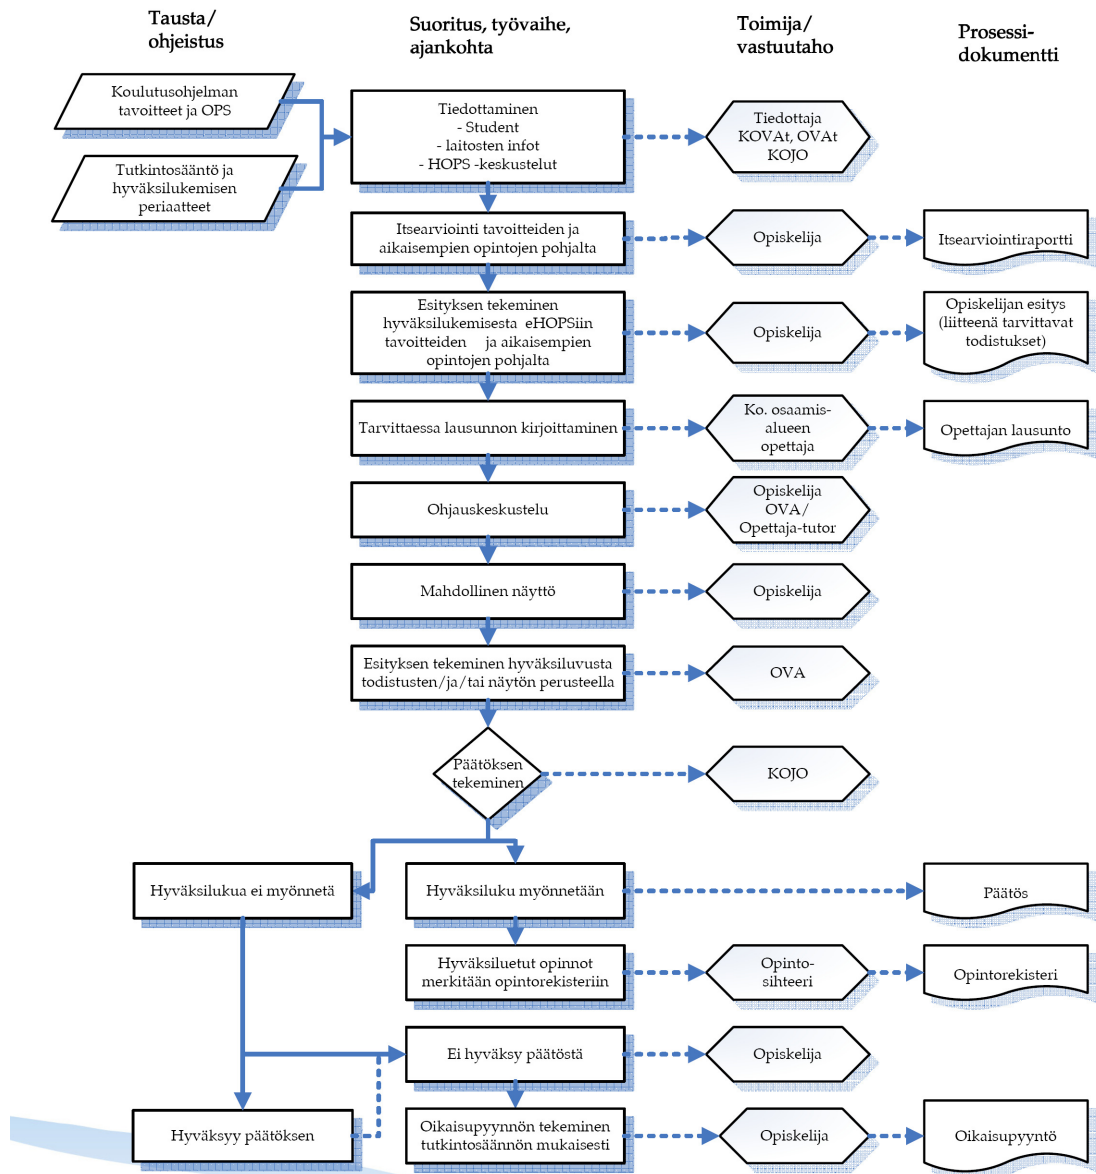 Tausta/
ohjeistus
Suoritus, työvaihe,
ajankohta
Toimija/
vastuutaho
Prosessi-
dokumentti
Koulutusohjelman
tavoitteet ja OPS
Tutkintosääntö ja
hyväksilukemisen
periaatteet
Tiedottaminen
- Student
- laitosten infot
- HOPS -keskustelut
Tiedottaja
KOVAt, OVAt
KOJO
Itsearviointi tavoitteiden ja
aikaisempien opintojen pohjalta
Opiskelija
Itsearviointiraportti
Esityksen tekeminen
hyväksilukemisesta eHOPSiin
tavoitteiden ja aikaisempien
opintojen pohjalta
Opiskelija
Opiskelijan esitys
(liitteenä tarvittavat
todistukset)
Tarvittaessa lausunnon kirjoittaminen
Ko. osaamis-
alueen
opettaja
Opettajan lausunto
Ohjauskeskustelu
Opiskelija
OVA/
Opettaja-tutor
Mahdollinen näyttö
Opiskelija
Esityksen tekeminen hyväksiluvusta
todistusten/ja/tai näytön perusteella
OVA
Päätöksen
tekeminen
KOJO
Hyväksilukua ei myönnetä
Hyväksiluku myönnetään
Päätös
Hyväksiluetut opinnot
merkitään opintorekisteriin
Opinto-
sihteeri
Opintorekisteri
Ei hyväksy päätöstä
Opiskelija
Hyväksyy päätöksen
Oikaisupyynnön tekeminen
tutkintosäännön mukaisesti
Opiskelija
Oikaisupyyntö